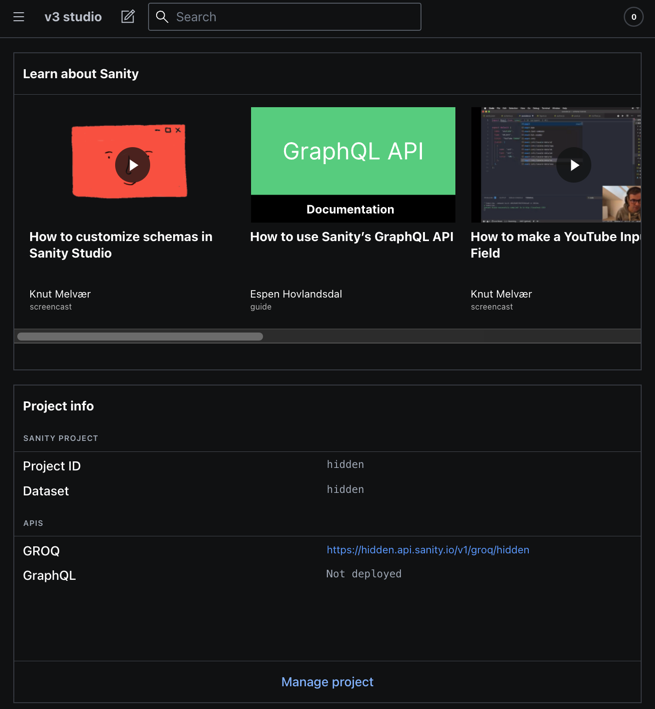 v3 studio
Search
0
Learn about Sanity
GraphQL API
Documentation
How to customize schemas in
Sanity Studio
Knut Melvær
screencast
How to use Sanity’s GraphQL API
Espen Hovlandsdal
guide
How to make a YouTube Inpu
Field
Knut Melvær
screencast
Project info
SANITY PROJECT
Project ID
hidden
Dataset
hidden
APIS
GROQ
https://hidden.api.sanity.io/v1/groq/hidden
GraphQL
Not deployed
Manage project